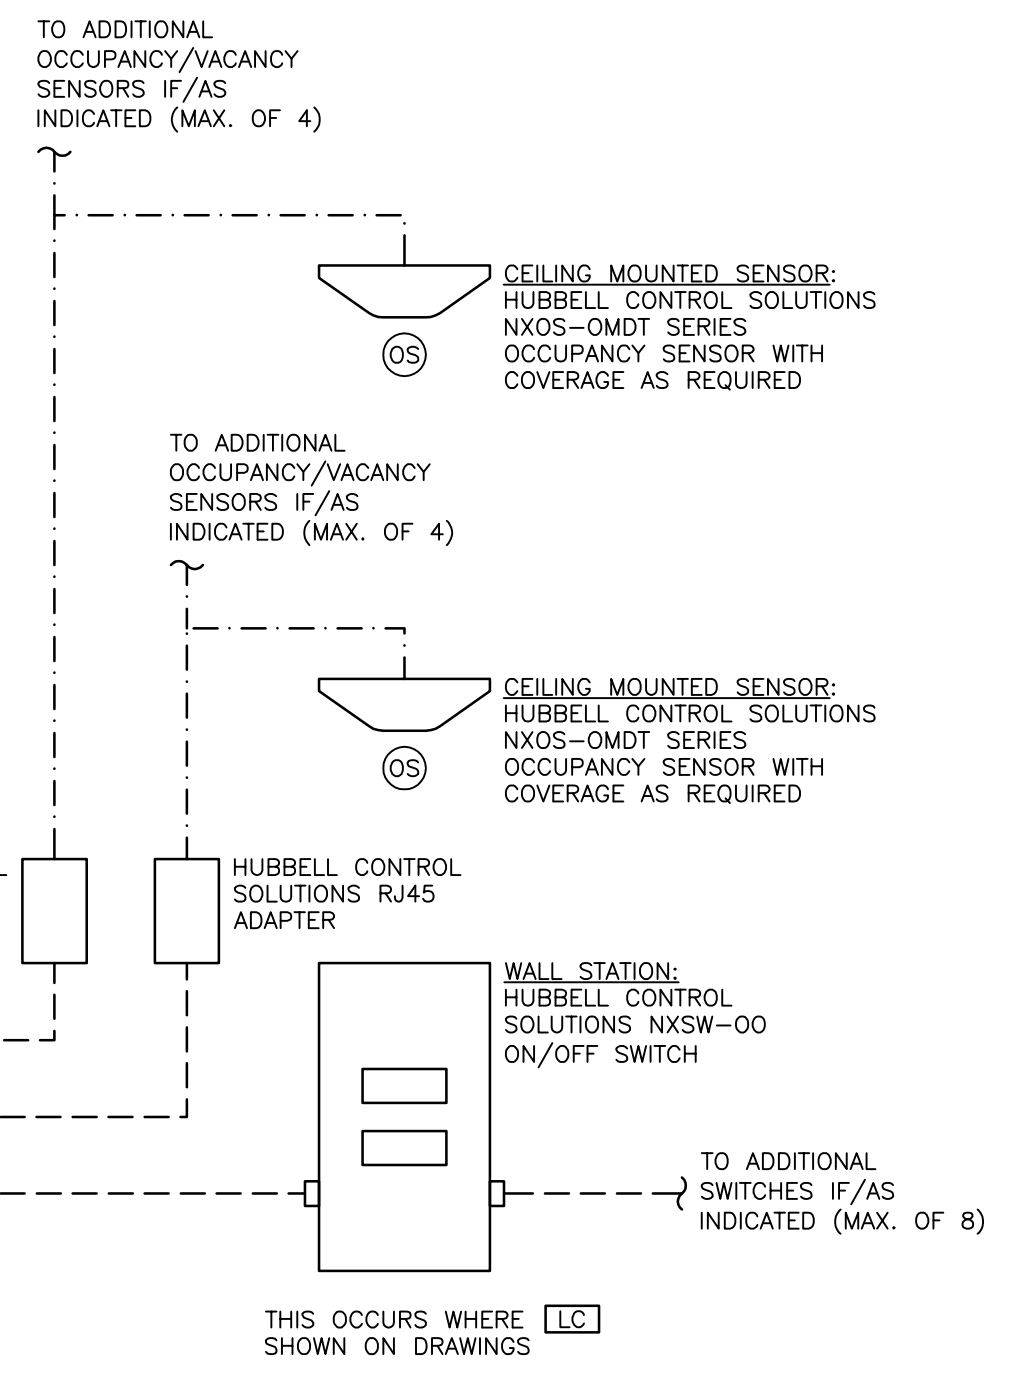 TO ADDITIONAL
OCCUPANCY/VACANCY
SENSORS IF/AS
INDICATED (MAX. OF 4)
CEILING MOUNTED SENSOR:
HUBBELL CONTROL SOLUTIONS
NXOS-OMDT SERIES
OCCUPANCY SENSOR WITH
COVERAGE AS REQUIRED
OS
TO ADDITIONAL
OCCUPANCY/VACANCY
SENSORS IF/AS
INDICATED (MAX. OF 4)
CEILING MOUNTED SENSOR:
HUBBELL CONTROL SOLUTIONS
NXOS-OMDT SERIES
OCCUPANCY SENSOR WITH
COVERAGE AS REQUIRED
OS
HUBBELL CONTROL
SOLUTIONS RJ45
ADAPTER
WALL STATION:
HUBBELL CONTROL
SOLUTIONS NXSW-OO
ON/OFF SWITCH
TO ADDITIONAL
SWITCHES IF/AS
INDICATED (MAX. OF 8)
THIS OCCURS WHERE LC
SHOWN ON DRAWINGS